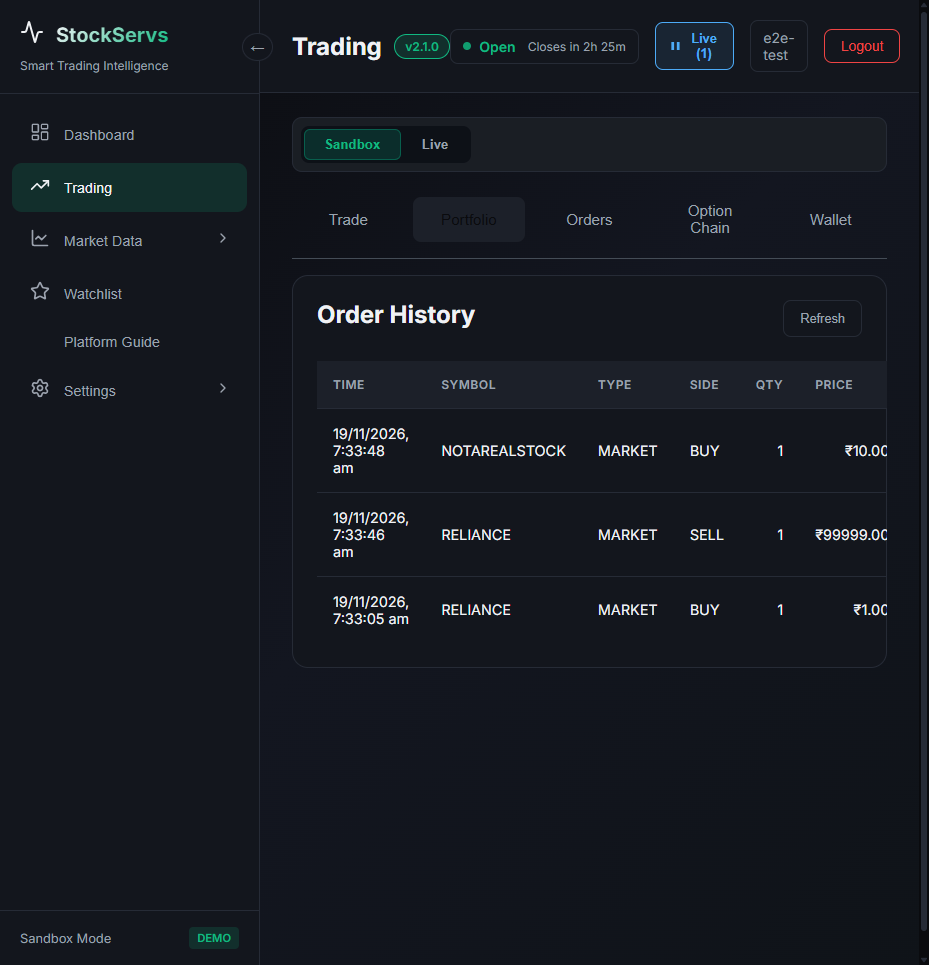 StockServs
Smart Trading Intelligence
←
Trading
v2.1.0
Open
Closes in 2h 25m
Live
(1)
e2e-
test
Logout
Dashboard
Trading
Market Data
Watchlist
Platform Guide
Settings
Sandbox
Live
Trade
Portfolio
Orders
Option
Chain
Wallet
Order History
Refresh
TIME SYMBOL TYPE SIDE QTY PRICE
19/11/2026,
7:33:48
am
NOTAREALSTOCK MARKET BUY 1 ₹10.00
19/11/2026,
7:33:46
am
RELIANCE MARKET SELL 1 ₹99999.00
19/11/2026,
7:33:05 am
RELIANCE MARKET BUY 1 ₹1.00
Sandbox Mode
DEMO